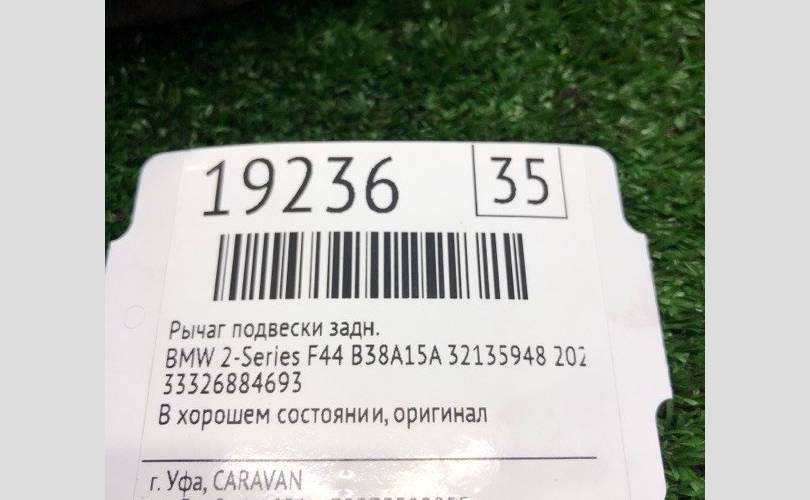 19236 35
Рычаг подвески задн.
BMW 2-Series F44 B38A15A 32135948 202
33326884693
В хорошем состоянии, оригинал
г. Уфа, CARAVAN